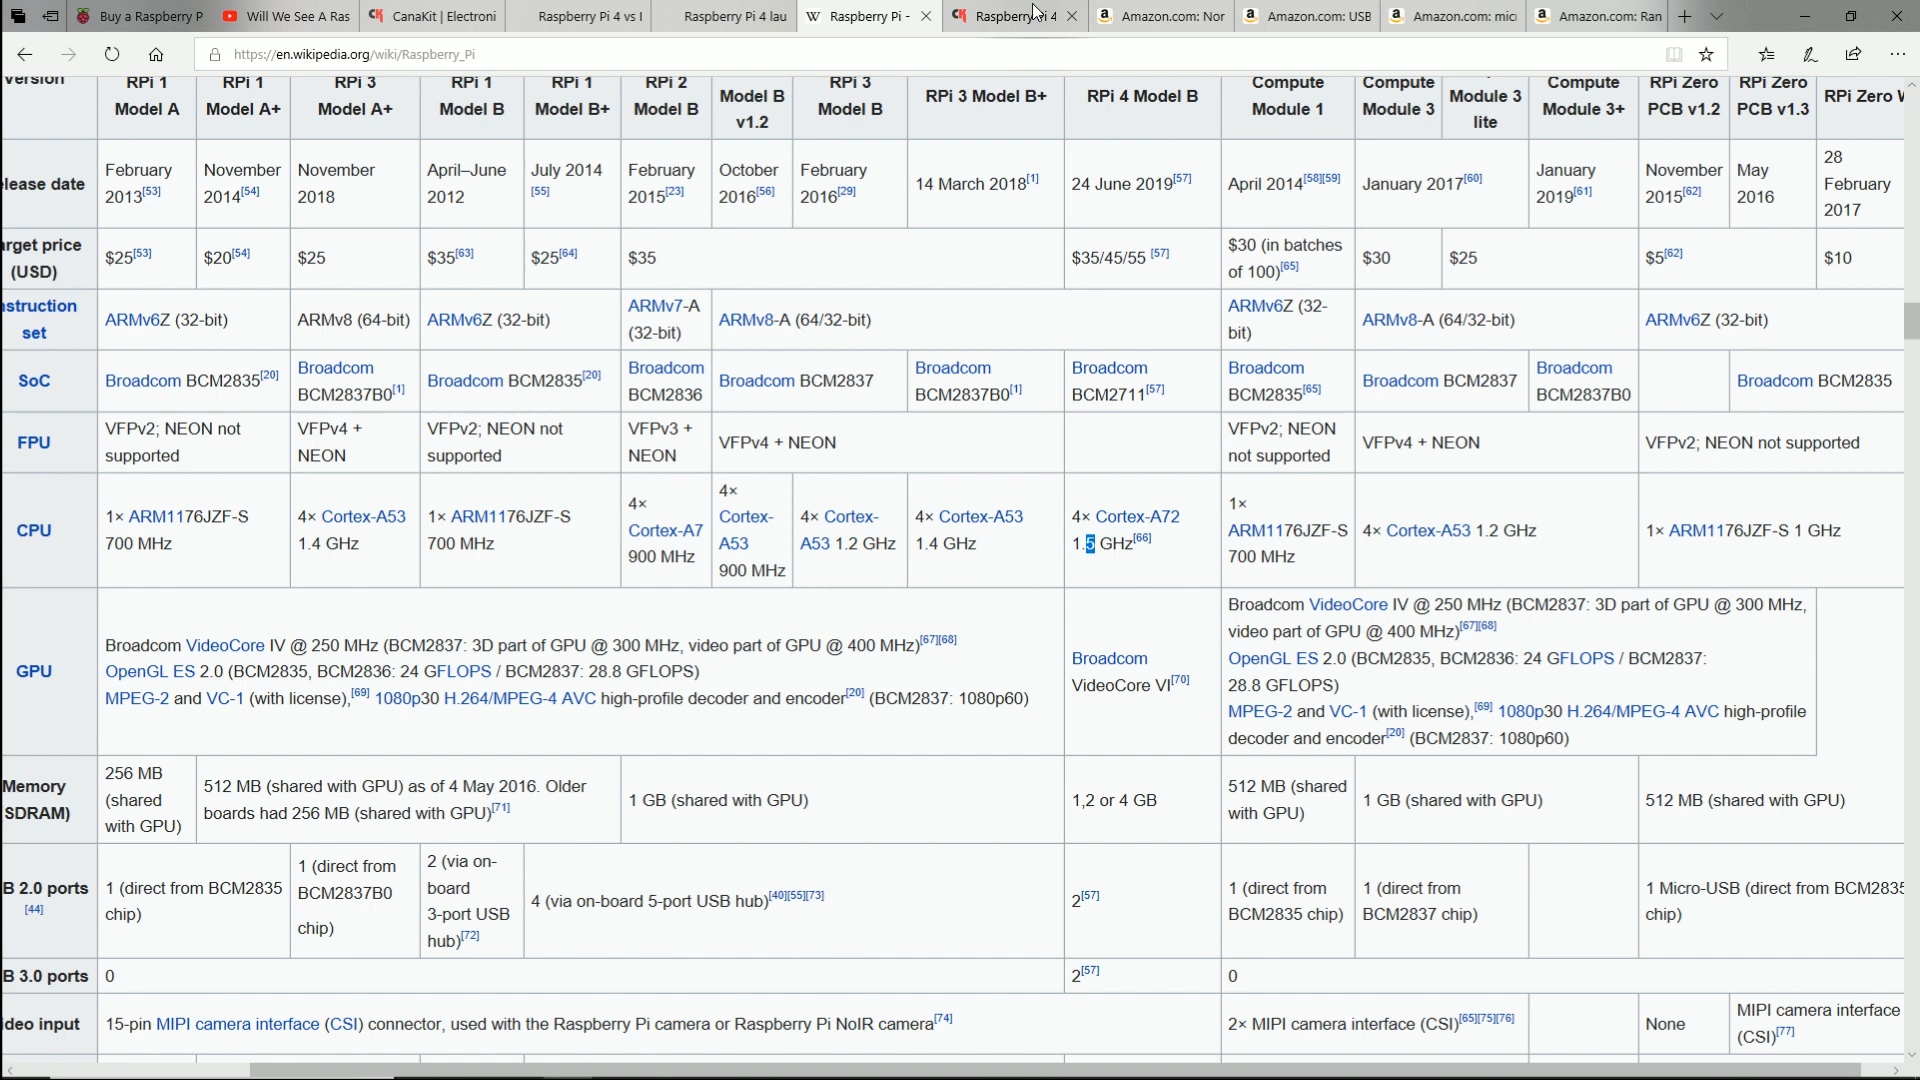 Buy a Raspberry P
Will We See A Ras
CK CanaKit | Electroni
Raspberry Pi 4 vs I
Raspberry Pi 4 lau
W Raspberry Pi -
CK Raspberry Pi 4
a Amazon.com: Nor
a Amazon.com: USB
a Amazon.com: mic
a Amazon.com: Ran
https://en.wikipedia.org/wiki/Raspberry_Pi
Version
RPi 1
Model A
RPi 1
Model A+
RPi 3
Model A+
RPi 1
Model B
RPi 1
Model B+
RPi 2
Model B
Model B
v1.2
RPi 3
Model B
RPi 3 Model B+
RPi 4 Model B
Compute
Module 1
Compute
Module 3
Module 3
lite
Compute
Module 3+
RPi Zero
PCB v1.2
RPi Zero
PCB v1.3
RPi Zero W
elease date
February
2013[53]
November
2014[54]
November
2018
April–June
2012
July 2014
[55]
February
2015[23]
October
2016[56]
February
2016[29]
14 March 2018[1]
24 June 2019[57]
April 2014[58][59]
January 2017[60]
January
2019[61]
November
2015[62]
May
2016
28
February
2017
arget price
(USD)
$25[53]
$20[54]
$25
$35[63]
$25[64]
$35
$35/45/55 [57]
$30 (in batches
of 100)[65]
$30
$25
$5[62]
$10
nstruction
set
ARMv6Z (32-bit)
ARMv8 (64-bit)
ARMv6Z (32-bit)
ARMv7-A
(32-bit)
ARMv8-A (64/32-bit)
ARMv6Z (32-
bit)
ARMv8-A (64/32-bit)
ARMv6Z (32-bit)
SoC
Broadcom BCM2835[20]
Broadcom
BCM2837B0[1]
Broadcom BCM2835[20]
Broadcom
BCM2836
Broadcom BCM2837
Broadcom
BCM2837B0[1]
Broadcom
BCM2711[57]
Broadcom
BCM2835[65]
Broadcom BCM2837
Broadcom
BCM2837B0
Broadcom BCM2835
FPU
VFPv2; NEON not
supported
VFPv4 +
NEON
VFPv2; NEON not
supported
VFPv3 +
NEON
VFPv4 + NEON
VFPv2; NEON
not supported
VFPv4 + NEON
VFPv2; NEON not supported
CPU
1× ARM1176JZF-S
700 MHz
4× Cortex-A53
1.4 GHz
1× ARM1176JZF-S
700 MHz
4×
Cortex-A7
900 MHz
4×
Cortex-
A53
900 MHz
4× Cortex-
A53 1.2 GHz
4× Cortex-A53
1.4 GHz
4× Cortex-A72
1.5 GHz[66]
1×
ARM1176JZF-S
700 MHz
4× Cortex-A53 1.2 GHz
1× ARM1176JZF-S 1 GHz
GPU
Broadcom VideoCore IV @ 250 MHz (BCM2837: 3D part of GPU @ 300 MHz, video part of GPU @ 400 MHz)[67][68]
OpenGL ES 2.0 (BCM2835, BCM2836: 24 GFLOPS / BCM2837: 28.8 GFLOPS)
MPEG-2 and VC-1 (with license),[69] 1080p30 H.264/MPEG-4 AVC high-profile decoder and encoder[20] (BCM2837: 1080p60)
Broadcom
VideoCore VI[70]
Broadcom VideoCore IV @ 250 MHz (BCM2837: 3D part of GPU @ 300 MHz,
video part of GPU @ 400 MHz)[67][68]
OpenGL ES 2.0 (BCM2835, BCM2836: 24 GFLOPS / BCM2837:
28.8 GFLOPS)
MPEG-2 and VC-1 (with license),[69] 1080p30 H.264/MPEG-4 AVC high-profile
decoder and encoder[20] (BCM2837: 1080p60)
Memory
SDRAM)
256 MB
(shared
with GPU)
512 MB (shared with GPU) as of 4 May 2016. Older
boards had 256 MB (shared with GPU)[71]
1 GB (shared with GPU)
1,2 or 4 GB
512 MB (shared
with GPU)
1 GB (shared with GPU)
512 MB (shared with GPU)
B 2.0 ports
[44]
1 (direct from BCM2835
chip)
1 (direct from
BCM2837B0
chip)
2 (via on-
board
3-port USB
hub)[72]
4 (via on-board 5-port USB hub)[40][55][73]
2[57]
1 (direct from
BCM2835 chip)
1 (direct from
BCM2837 chip)
1 Micro-USB (direct from BCM2835
chip)
B 3.0 ports
0
2[57]
0
ideo input
15-pin MIPI camera interface (CSI) connector, used with the Raspberry Pi camera or Raspberry Pi NoIR camera[74]
2× MIPI camera interface (CSI)[65][75][76]
None
MIPI camera interface
(CSI)[77]